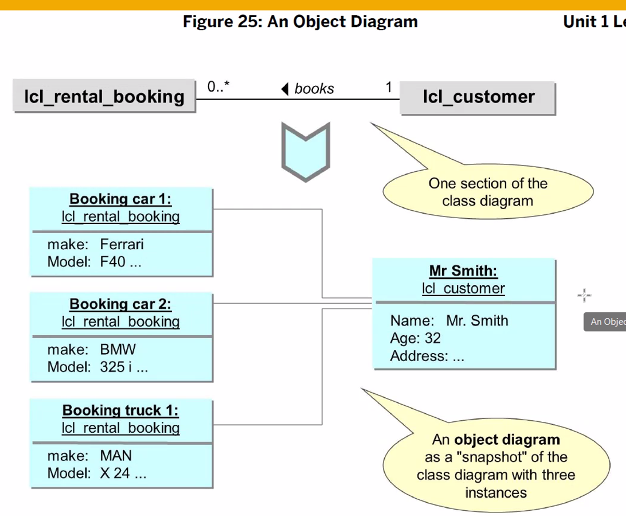 Figure 25: An Object Diagram
Unit 1 Le
lcl_rental_booking
0..*
books
1
lcl_customer
One section of the
class diagram
Booking car 1:
lcl_rental_booking
make: Ferrari
Model: F40 ...
Booking car 2:
lcl_rental_booking
make: BMW
Model: 325 i ...
Booking truck 1:
lcl_rental_booking
make: MAN
Model: X 24 ...
Mr Smith:
lcl_customer
Name: Mr. Smith
Age: 32
Address: ...
An Objec
An object diagram
as a "snapshot" of the
class diagram with three
instances